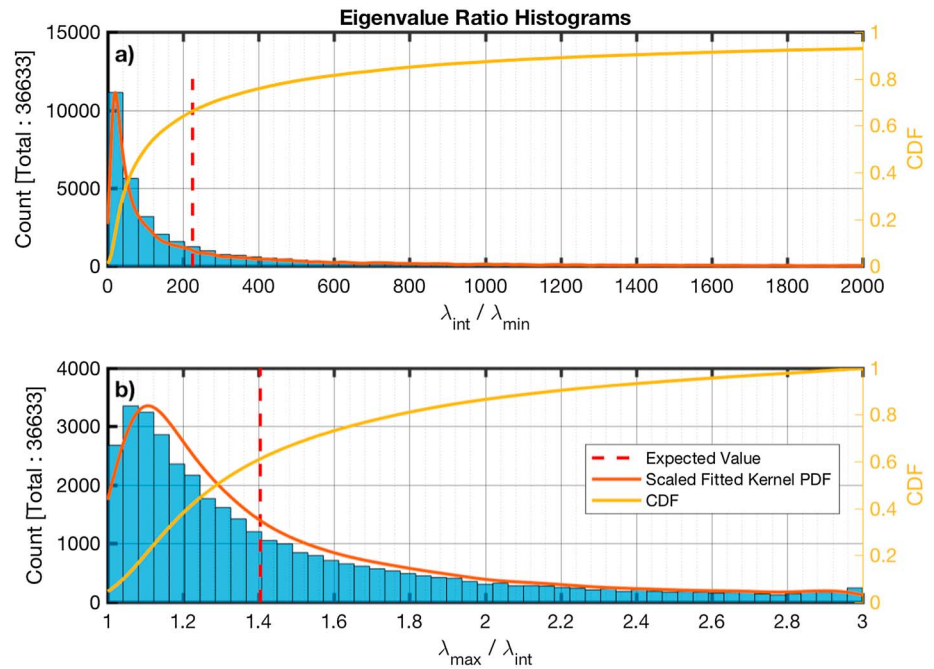 Eigenvalue Ratio Histograms
a)
15000
10000
5000
0
Count [Total : 36633]
0 200 400 600 800 1000 1200 1400 1600 1800 2000
λint / λmin
1
0.8
0.6
0.4
0.2
0
CDF
b)
4000
3000
2000
1000
0
Count [Total : 36633]
1 1.2 1.4 1.6 1.8 2 2.2 2.4 2.6 2.8 3
λmax / λint
1
0.8
0.6
0.4
0.2
0
CDF
Expected Value
Scaled Fitted Kernel PDF
CDF